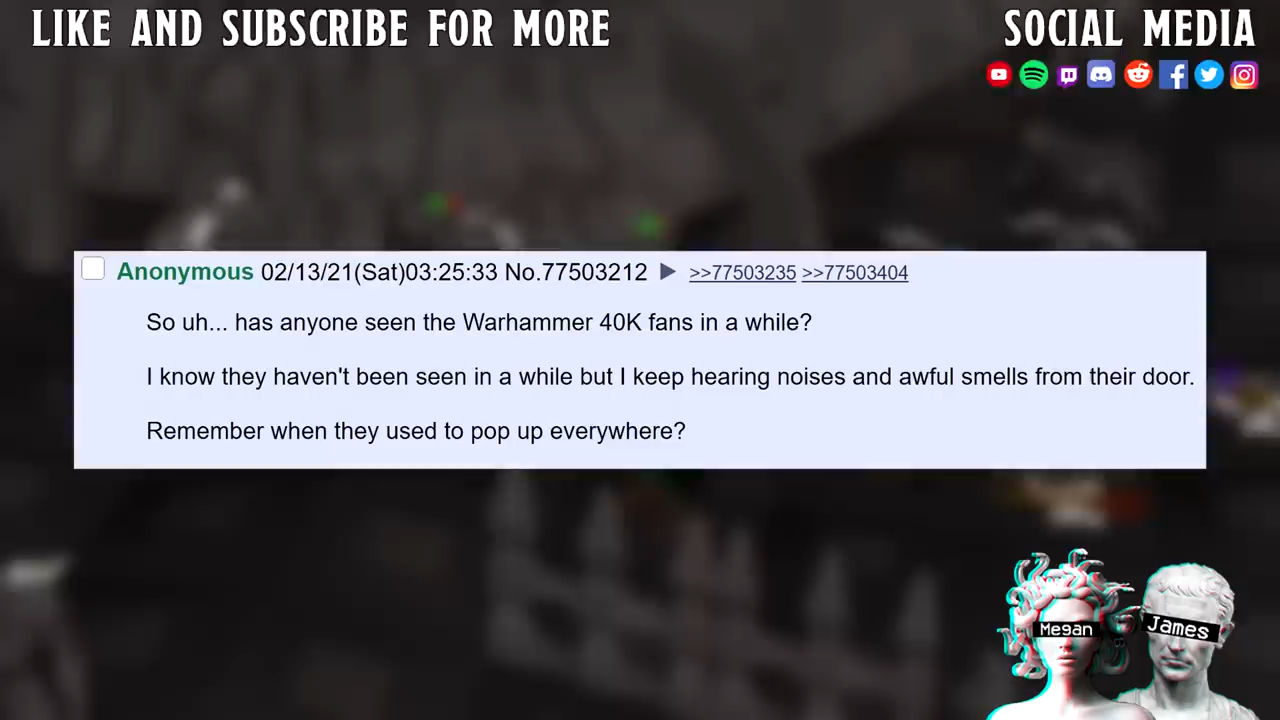 LIKE AND SUBSCRIBE FOR MORE
SOCIAL MEDIA
Anonymous 02/13/21(Sat)03:25:33 No.77503212 ▶ >>77503235 >>77503404
So uh... has anyone seen the Warhammer 40K fans in a while?
I know they haven't been seen in a while but I keep hearing noises and awful smells from their door.
Remember when they used to pop up everywhere?
Megan
James